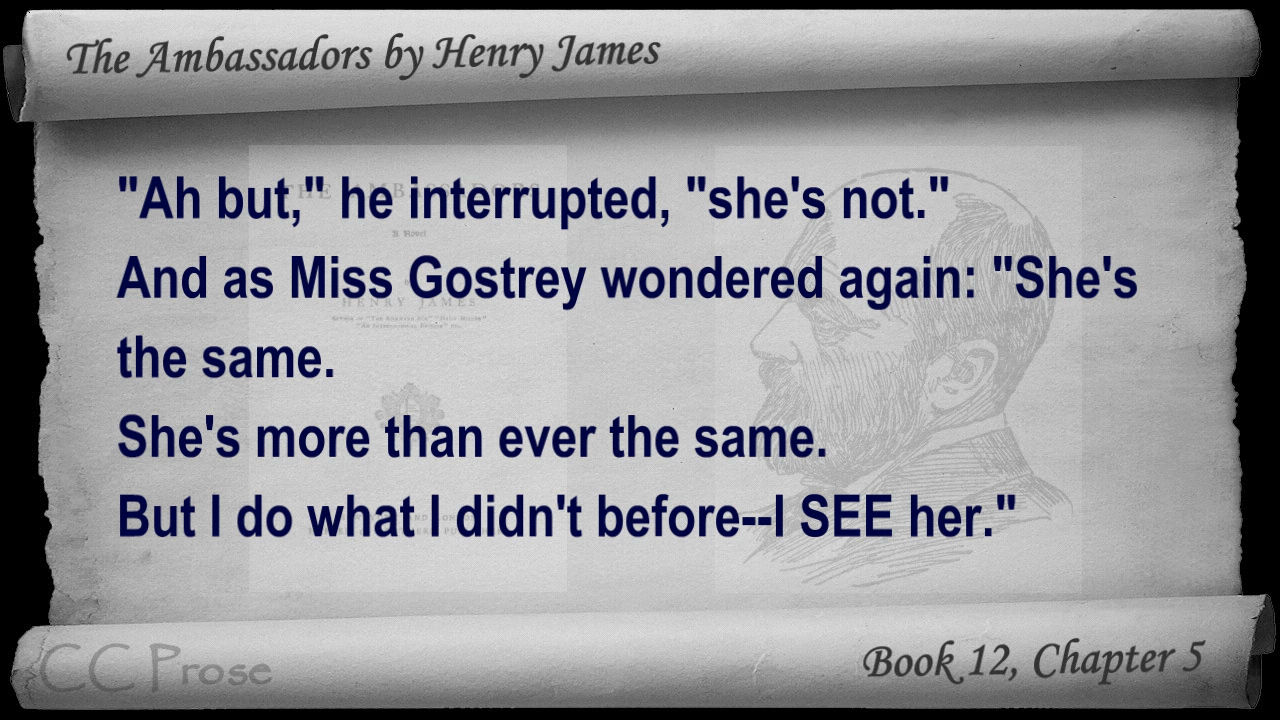 The Ambassadors by Henry James
"Ah but," he interrupted, "she's not."
And as Miss Gostrey wondered again: "She's
the same.
She's more than ever the same.
But I do what I didn't before--I SEE her."
CC Prose
Book 12, Chapter 5